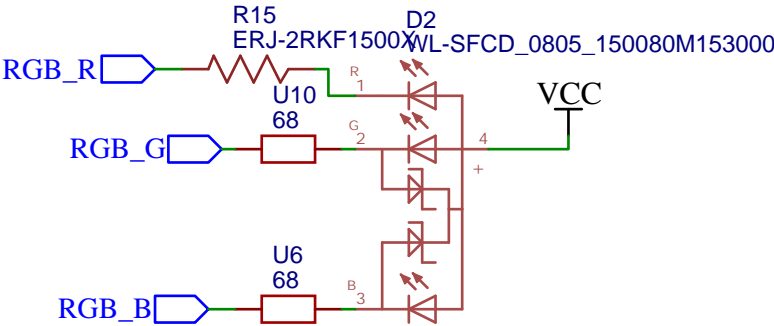 R15
ERJ-2RKF1500X
D2
WL-SFCD_0805_150080M153000
RGB_R
R
1
U10
68
VCC
RGB_G
G
2
4
+
U6
68
RGB_B
B
3